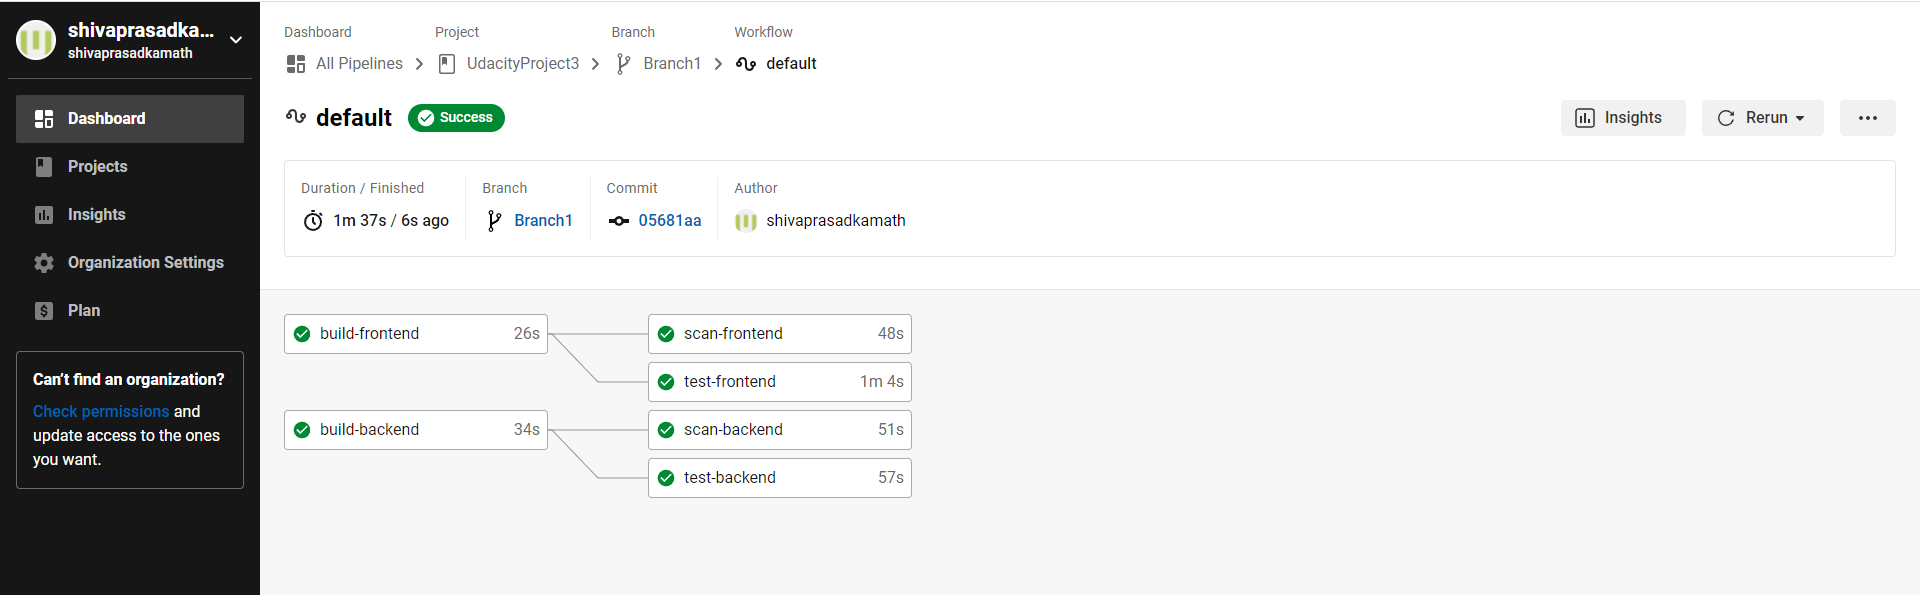 shivaprasadka...
shivaprasadkamath
Dashboard
Projects
Insights
Organization Settings
Plan
Can't find an organization?
Check permissions and
update access to the ones
you want.
Dashboard Project Branch Workflow
All Pipelines UdacityProject3 Branch1 default
default Success
Insights Rerun
Duration / Finished Branch Commit Author
1m 37s / 6s ago Branch1 05681aa shivaprasadkamath
build-frontend 26s scan-frontend 48s
test-frontend 1m 4s
build-backend 34s scan-backend 51s
test-backend 57s